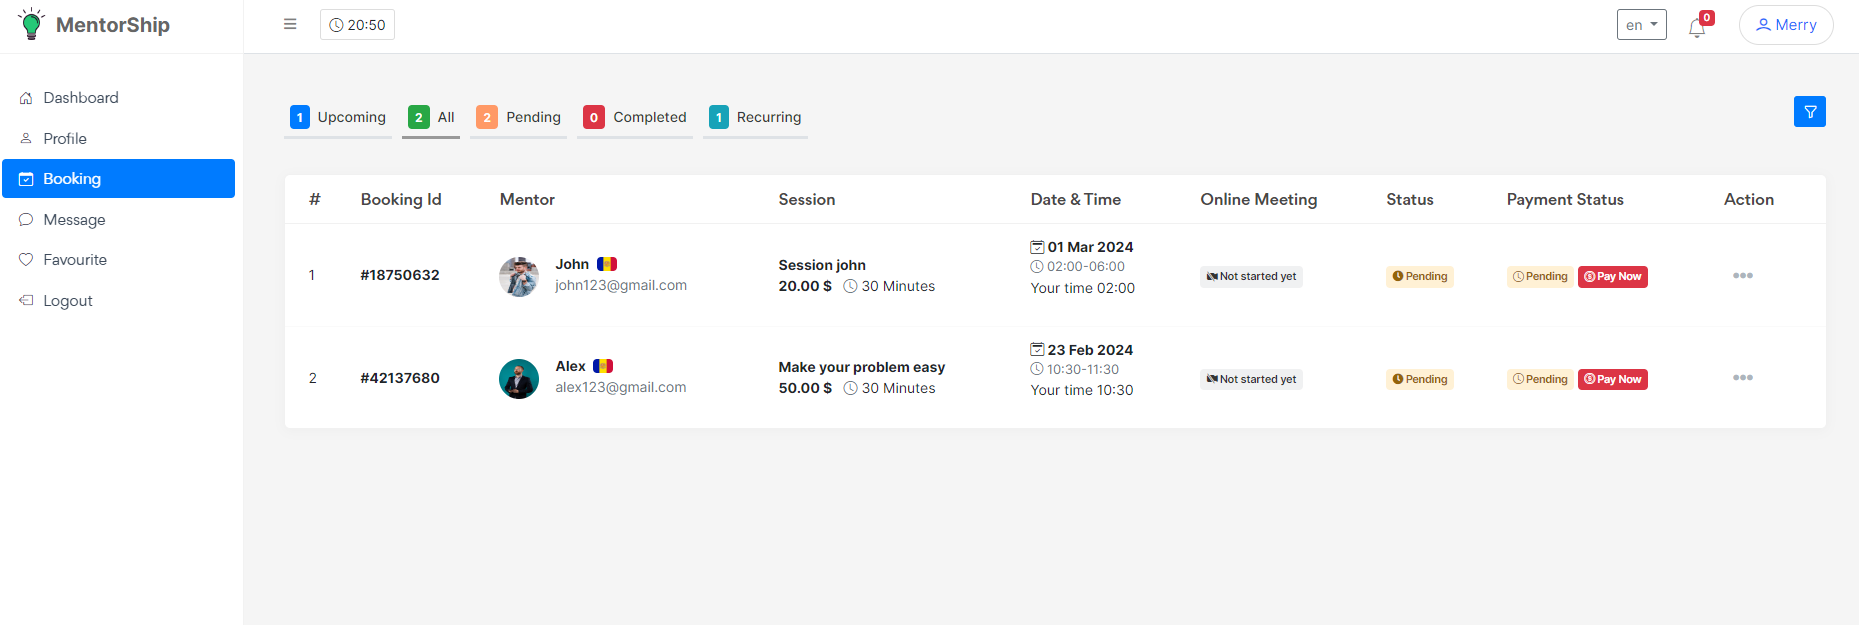 MentorShip
20:50
en
0
Merry
Dashboard
Profile
Booking
Message
Favourite
Logout
1 Upcoming
2 All
2 Pending
0 Completed
1 Recurring
# Booking Id Mentor Session Date & Time Online Meeting Status Payment Status Action
1 #18750632
John
john123@gmail.com
Session john
20.00 $ 30 Minutes
01 Mar 2024
02:00-06:00
Your time 02:00
Not started yet
Pending
Pending Pay Now
2 #42137680
Alex
alex123@gmail.com
Make your problem easy
50.00 $ 30 Minutes
23 Feb 2024
10:30-11:30
Your time 10:30
Not started yet
Pending
Pending Pay Now